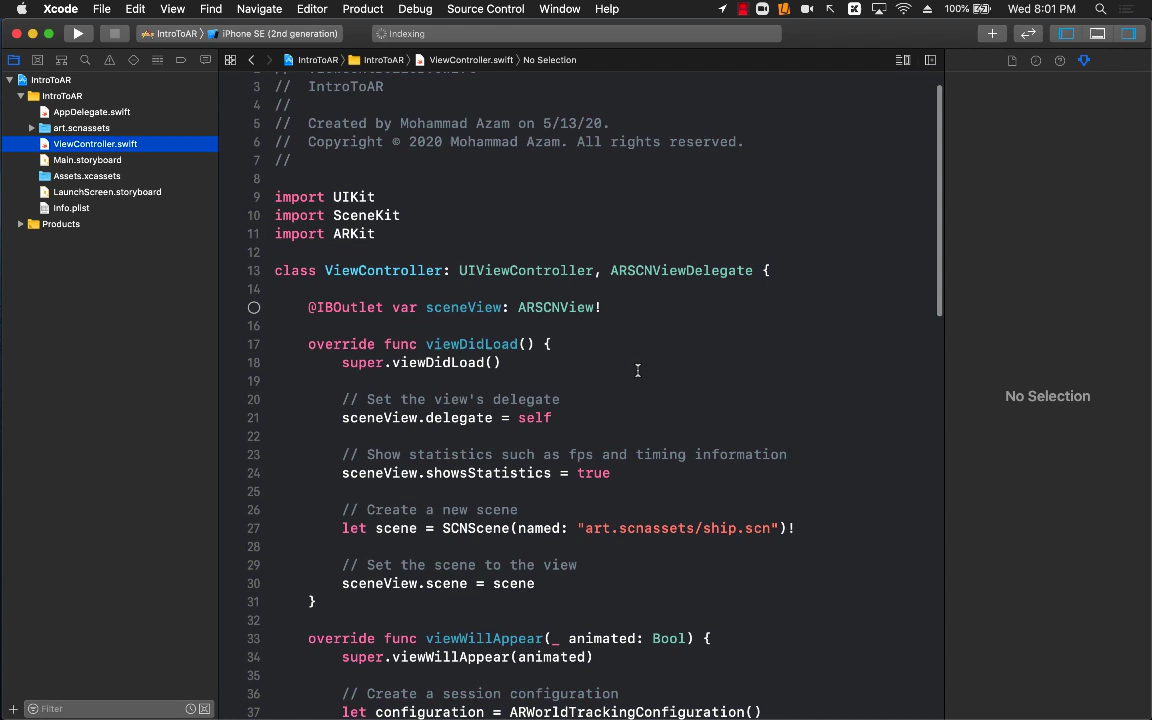 Xcode File Edit View Find Navigate Editor Product Debug Source Control Window Help 100% Wed 8:01 PM
IntroToAR iPhone SE (2nd generation) Indexing
IntroToAR IntroToAR ViewController.swift No Selection
IntroToAR
IntroToAR
AppDelegate.swift
art.scnassets
ViewController.swift
Main.storyboard
Assets.xcassets
LaunchScreen.storyboard
Info.plist
Products
3 // IntroToAR
4 //
5 // Created by Mohammad Azam on 5/13/20.
6 // Copyright © 2020 Mohammad Azam. All rights reserved.
7 //
8
9 import UIKit
10 import SceneKit
11 import ARKit
12
13 class ViewController: UIViewController, ARSCNViewDelegate {
14
@IBOutlet var sceneView: ARSCNView!
16
17 override func viewDidLoad() {
18 super.viewDidLoad()
19
20 // Set the view's delegate
21 sceneView.delegate = self
22
23 // Show statistics such as fps and timing information
24 sceneView.showsStatistics = true
25
26 // Create a new scene
27 let scene = SCNScene(named: "art.scnassets/ship.scn")!
28
29 // Set the scene to the view
30 sceneView.scene = scene
31 }
32
33 override func viewWillAppear(_ animated: Bool) {
34 super.viewWillAppear(animated)
35
36 // Create a session configuration
37 let configuration = ARWorldTrackingConfiguration()
No Selection
Filter